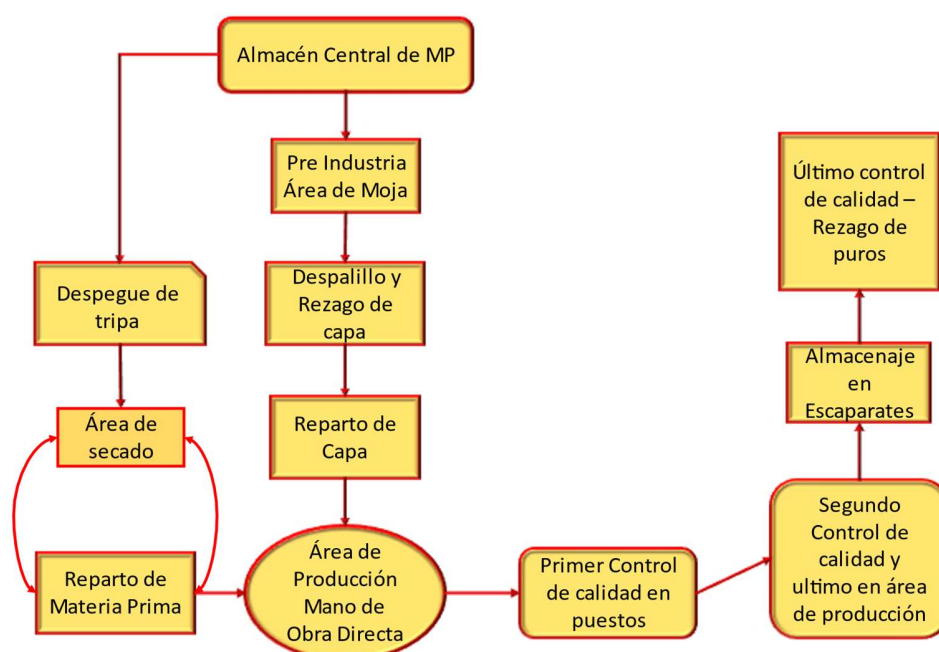 Almacén Central de MP
Pre Industria
Área de Moja
Último control
de calidad –
Rezago de
puros
Despegue de
tripa
Despalillo y
Rezago de
capa
Almacenaje
en
Escaparates
Área de
secado
Reparto de
Capa
Segundo
Control de
calidad y
ultimo en área
de producción
Reparto de
Materia Prima
Área de
Producción
Mano de
Obra Directa
Primer Control
de calidad en
puestos